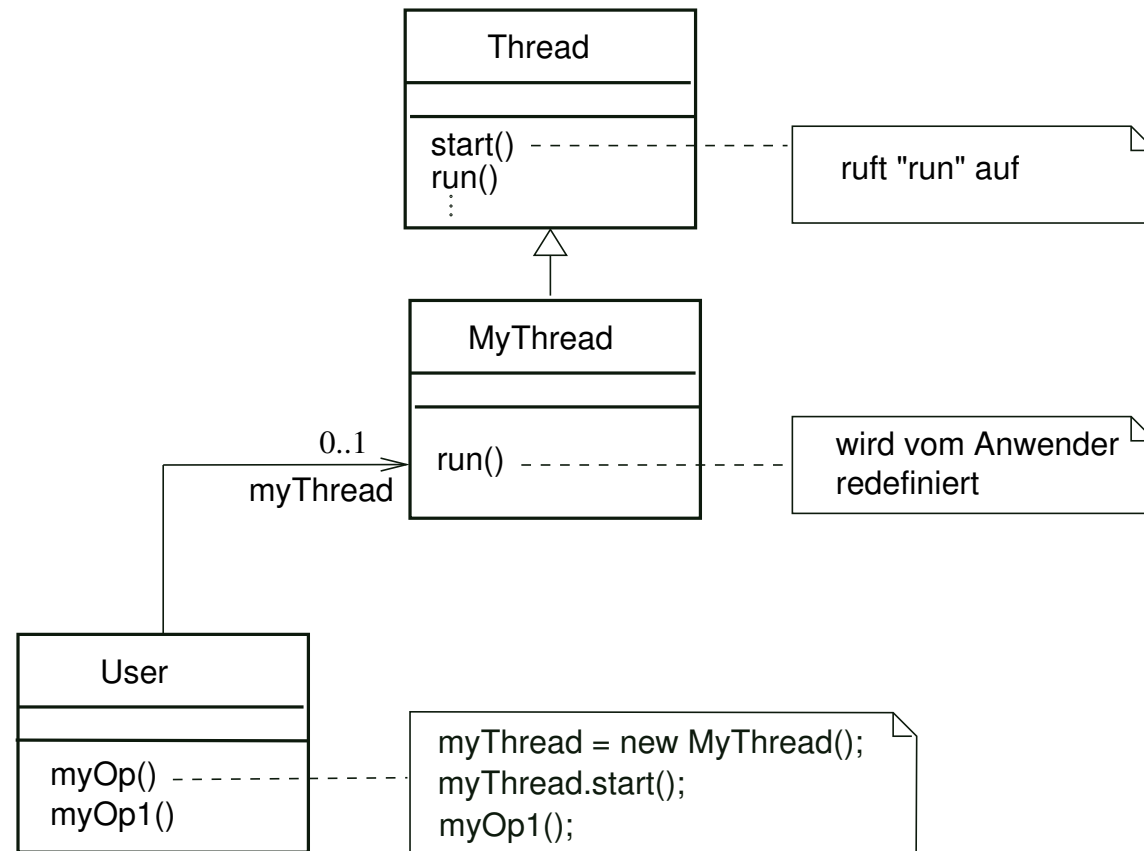 Thread
start()
run()
ruft "run" auf
MyThread
run()
wird vom Anwender
redefiniert
0..1
myThread
User
myOp()
myOp1()
myThread = new MyThread();
myThread.start();
myOp1();